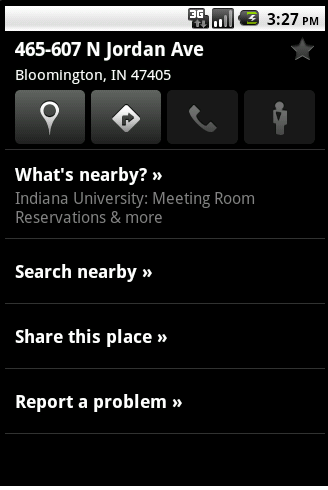 3G 3:27 PM
465-607 N Jordan Ave
Bloomington, IN 47405
What's nearby? »
Indiana University: Meeting Room
Reservations & more
Search nearby »
Share this place »
Report a problem »